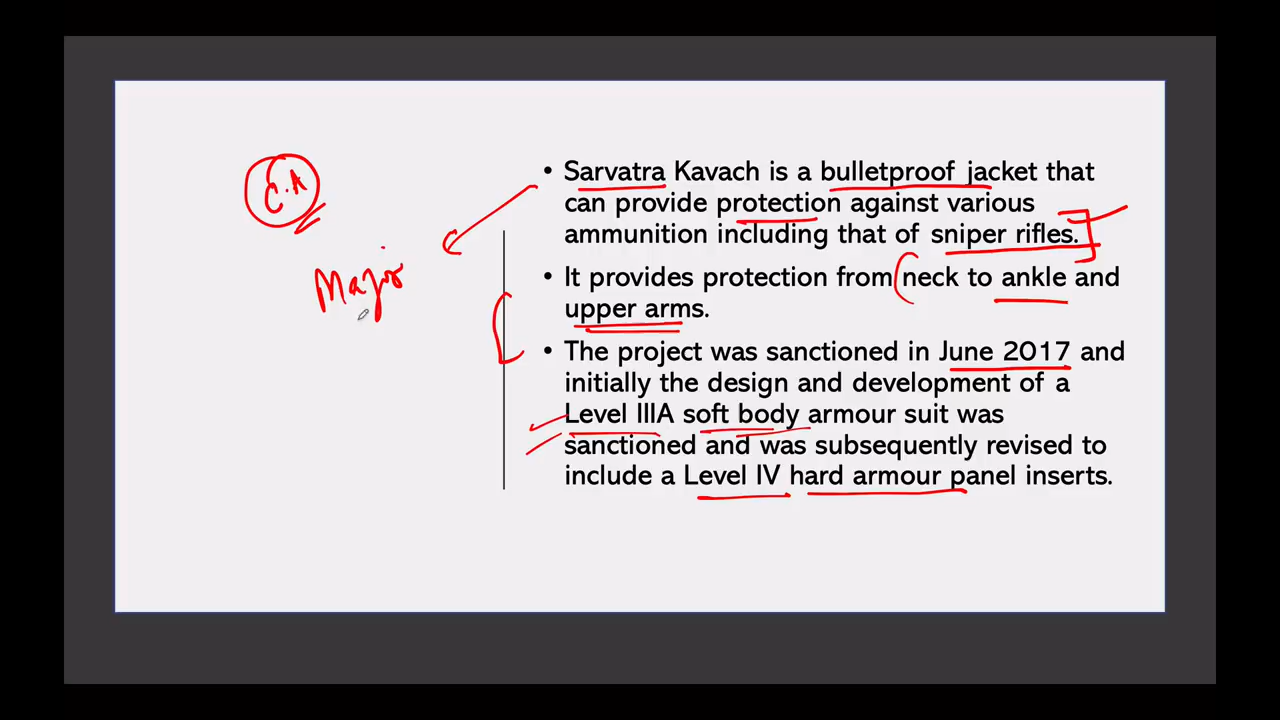 C.A
Major
• Sarvatra Kavach is a bulletproof jacket that
can provide protection against various
ammunition including that of sniper rifles.
• It provides protection from neck to ankle and
upper arms.
• The project was sanctioned in June 2017 and
initially the design and development of a
Level IIIA soft body armour suit was
sanctioned and was subsequently revised to
include a Level IV hard armour panel inserts.